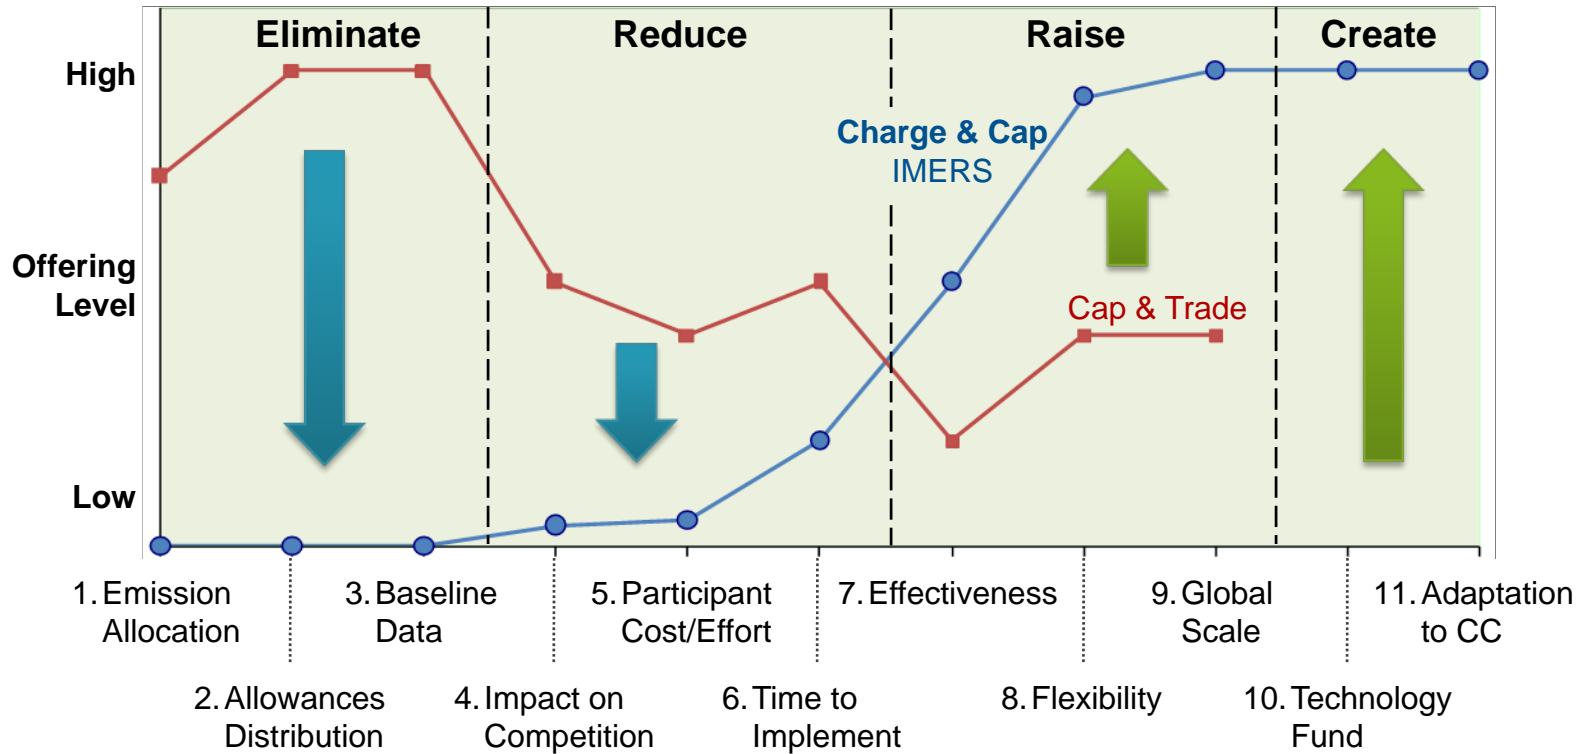 Eliminate
Reduce
Raise
Create
High
Charge & Cap
IMERS
Offering
Level
Cap & Trade
Low
1. Emission
Allocation
3. Baseline
Data
5. Participant
Cost/Effort
7. Effectiveness
9. Global
Scale
11. Adaptation
to CC
2. Allowances
Distribution
4. Impact on
Competition
6. Time to
Implement
8. Flexibility
10. Technology
Fund